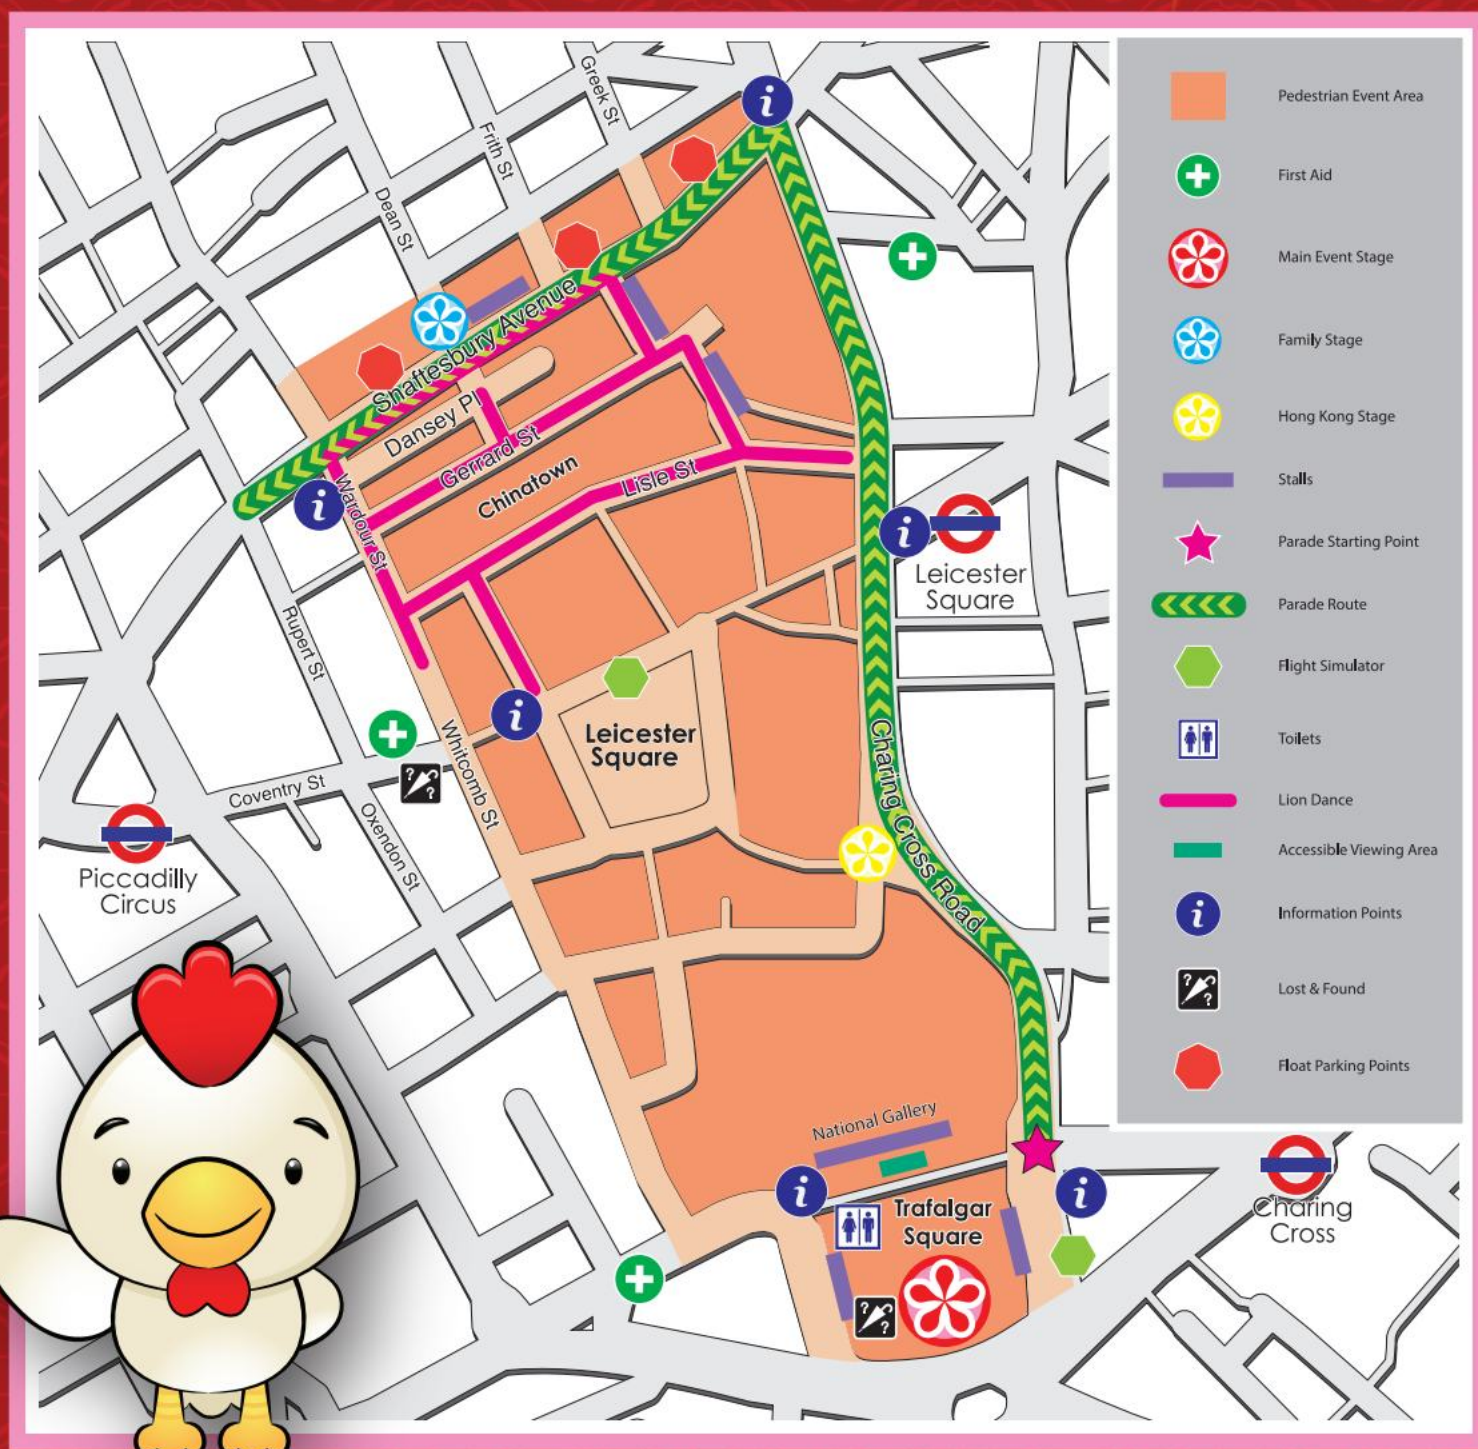 Greek St
Frith St
Dean St
Shaftesbury Avenue
Dansey Pl
Gerrard St
Chinatown
Lisle St
Wardour St
Rupert St
Leicester
Square
Leicester
Square
Whitcomb St
Coventry St
Oxendon St
Charing Cross Road
Piccadilly
Circus
National Gallery
Trafalgar
Square
Charing
Cross
Pedestrian Event Area
First Aid
Main Event Stage
Family Stage
Hong Kong Stage
Stalls
Parade Starting Point
Parade Route
Flight Simulator
Toilets
Lion Dance
Accessible Viewing Area
Information Points
Lost & Found
Float Parking Points